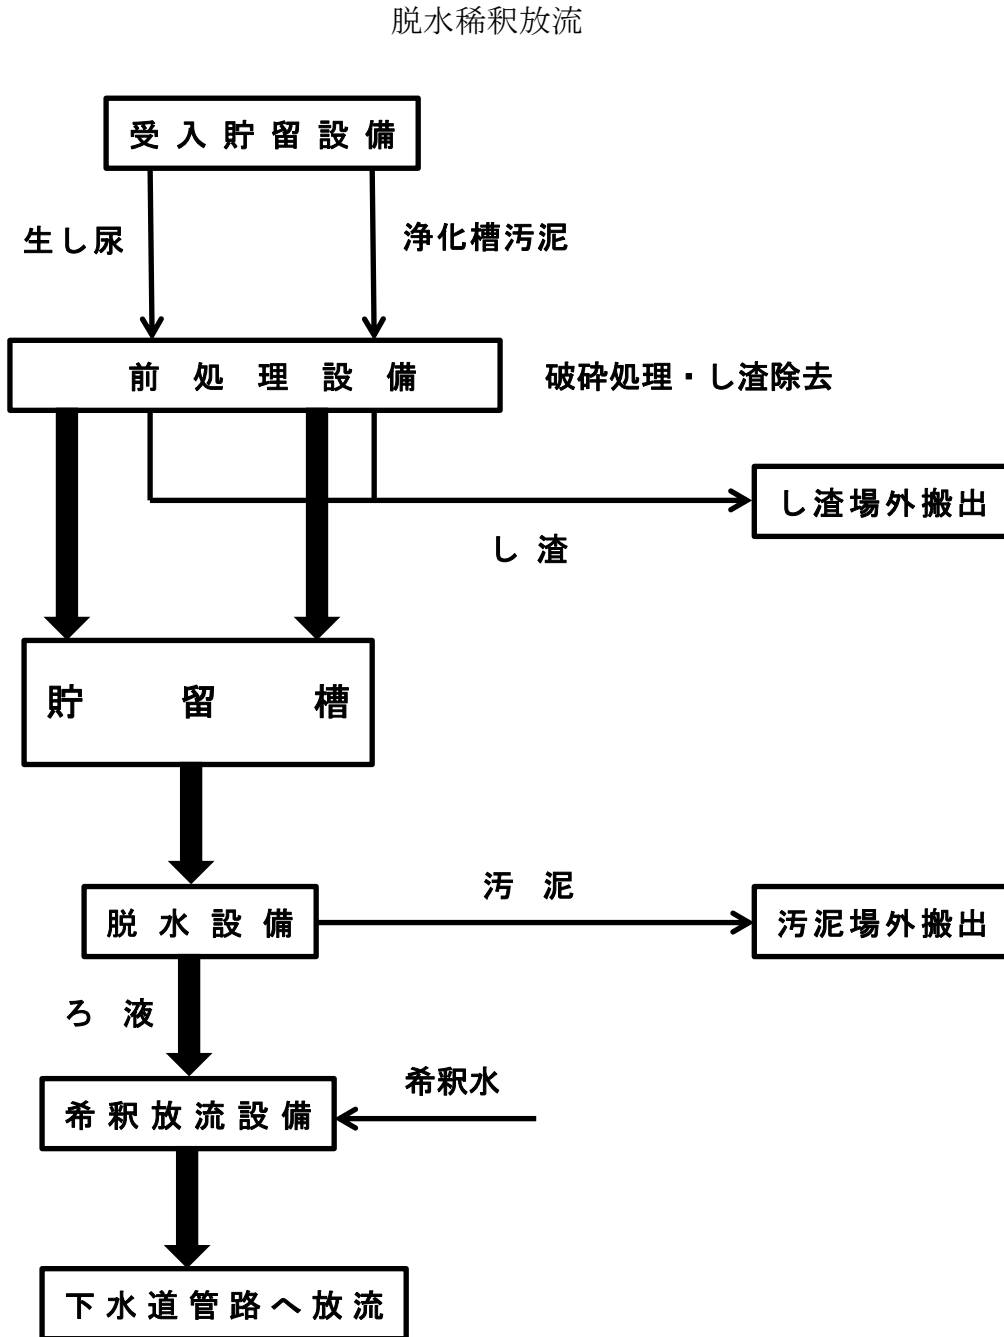 脱水稀釈放流
受入貯留設備
生し尿
浄化槽汚泥
前処理設備
破砕処理・し渣除去
し渣場外搬出
し渣
貯留槽
汚泥
脱水設備
汚泥場外搬出
ろ液
希釈水
希釈放流設備
下水道管路へ放流